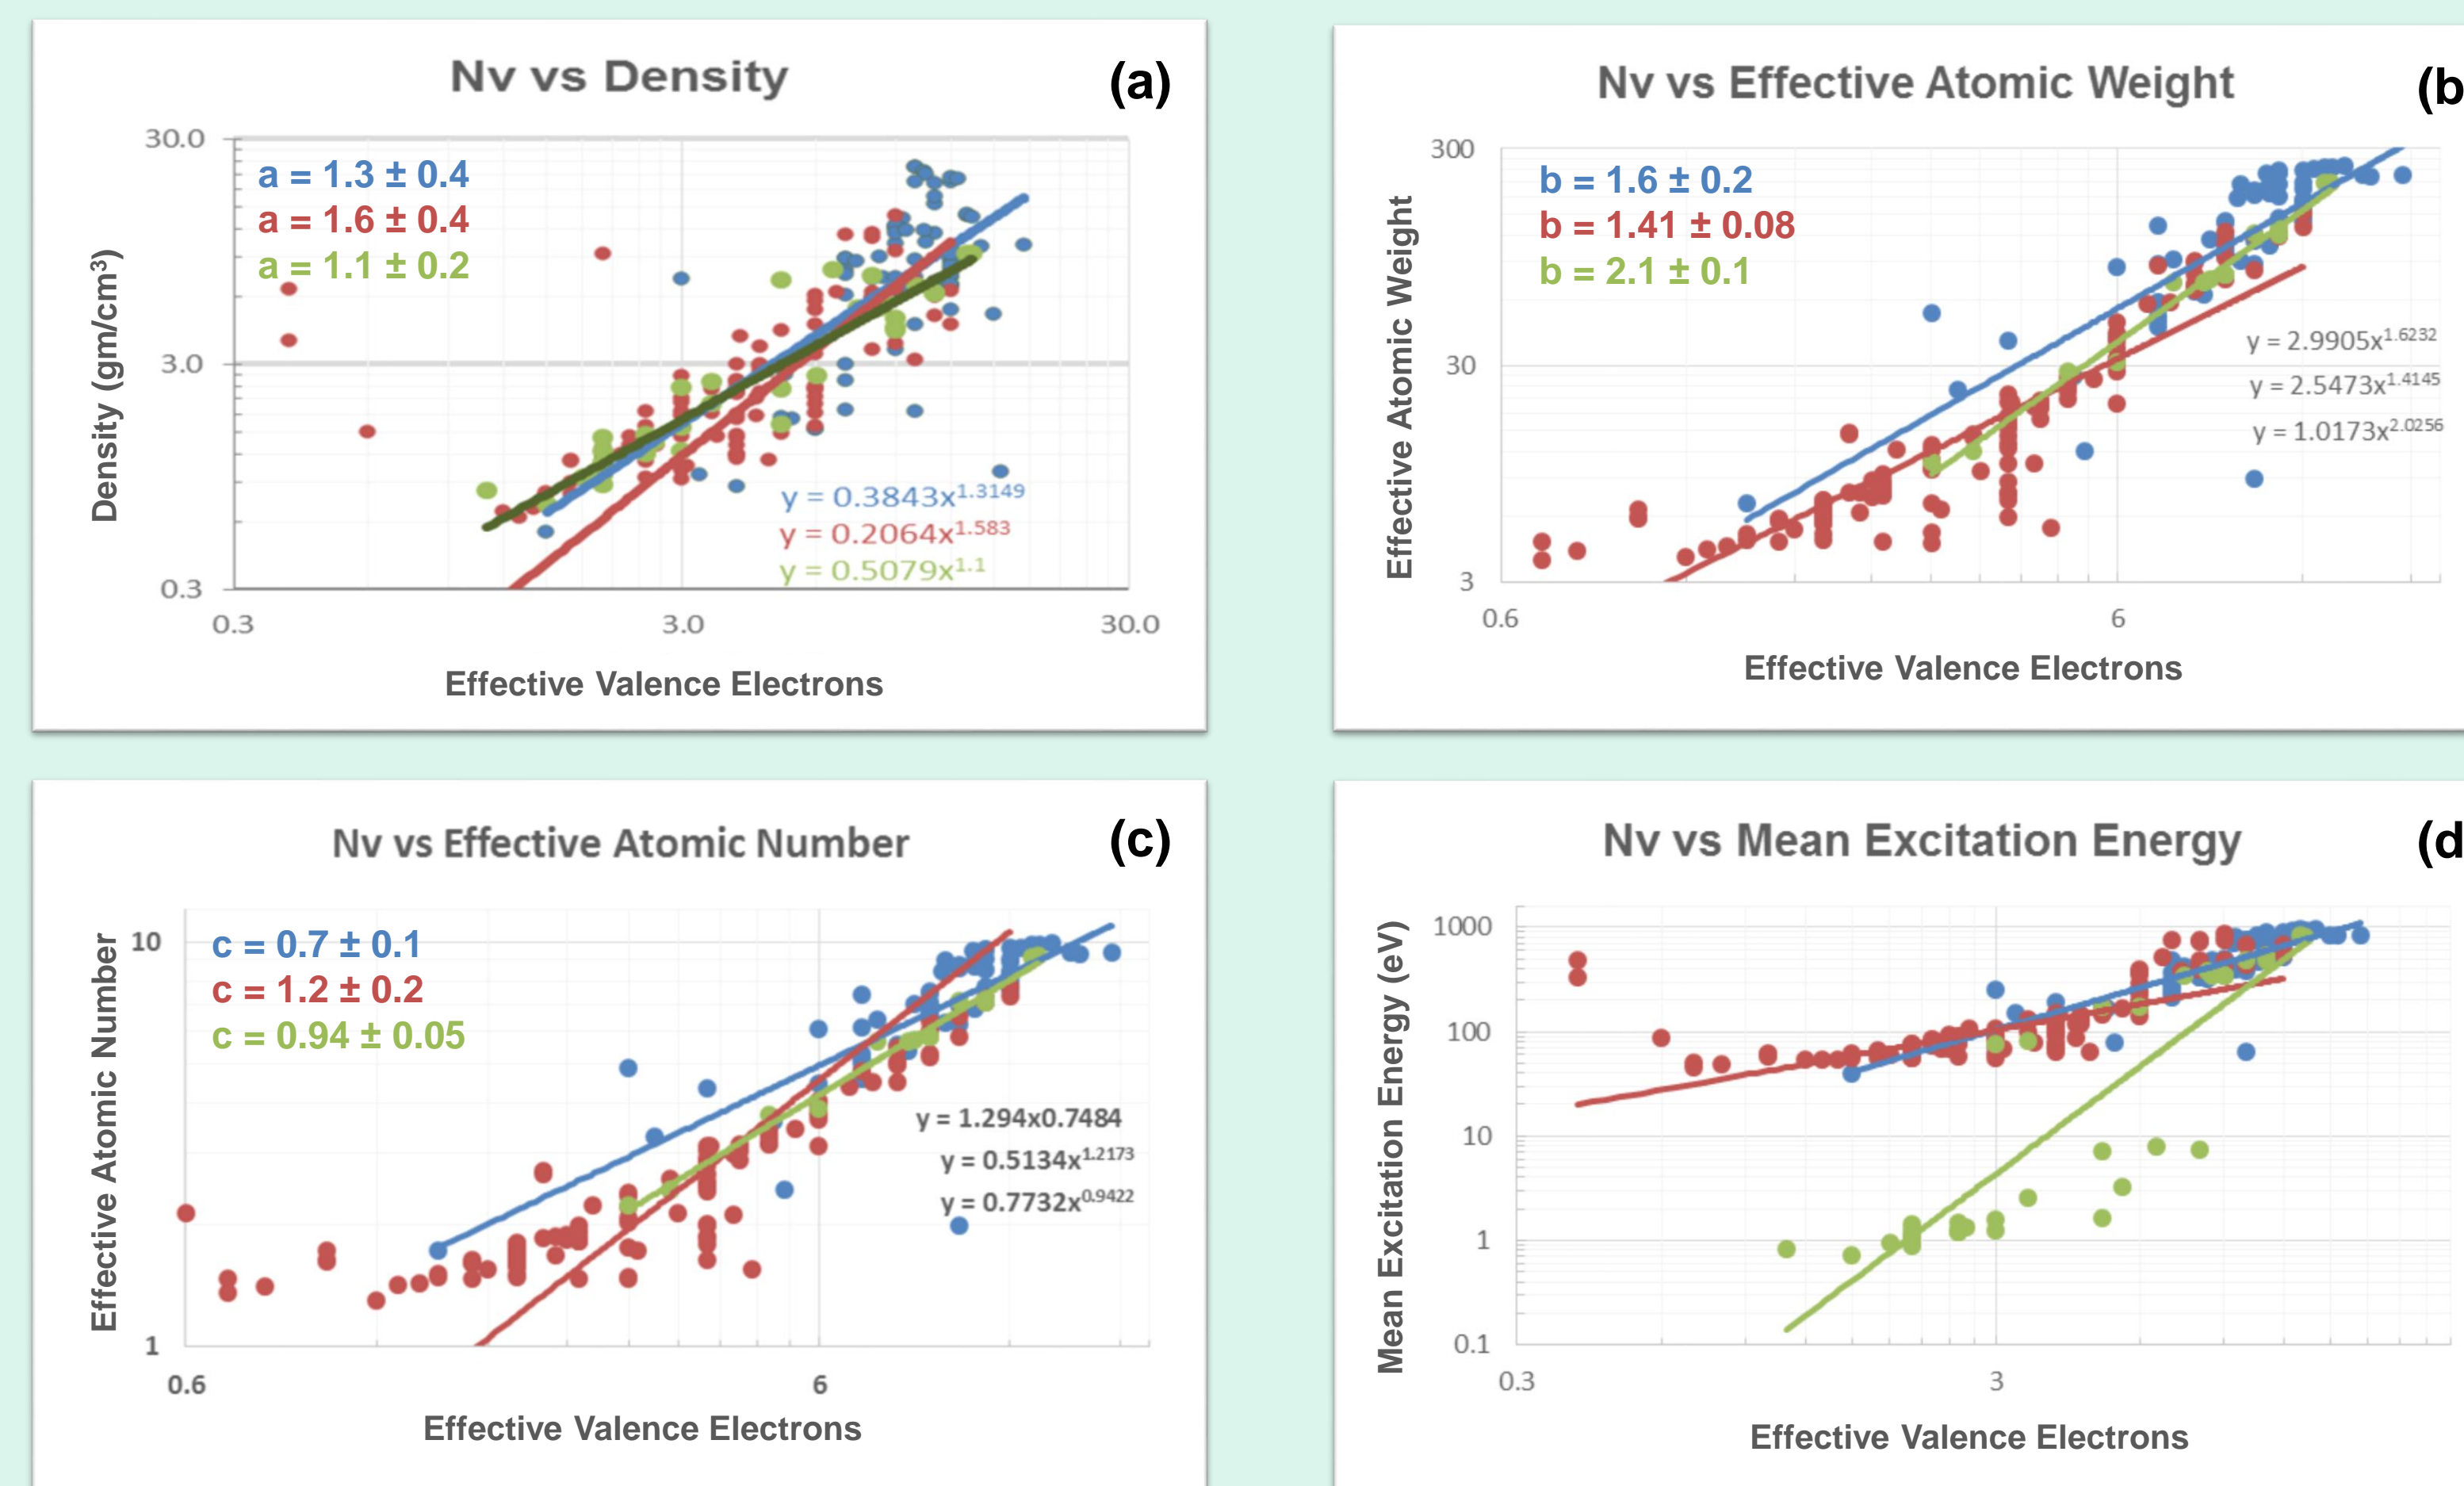 Nv vs Density
(a)
30.0
a = 1.3 ± 0.4
a = 1.6 ± 0.4
a = 1.1 ± 0.2
Density (gm/cm³)
3.0
y = 0.3843x^1.3149
y = 0.2064x^1.583
y = 0.5079x^1.1
0.3
0.3
3.0
30.0
Effective Valence Electrons
Nv vs Effective Atomic Weight
(b
300
b = 1.6 ± 0.2
b = 1.41 ± 0.08
b = 2.1 ± 0.1
Effective Atomic Weight
y = 2.9905x^1.6232
30
y = 2.5473x^1.4145
y = 1.0173x^2.0256
3
0.6
6
Effective Valence Electrons
Nv vs Effective Atomic Number
(c)
10
c = 0.7 ± 0.1
c = 1.2 ± 0.2
c = 0.94 ± 0.05
Effective Atomic Number
y = 1.294x0.7484
y = 0.5134x^1.2173
y = 0.7732x^0.9422
1
0.6
6
Effective Valence Electrons
Nv vs Mean Excitation Energy
(d
1000
100
10
1
0.1
Mean Excitation Energy (eV)
0.3
3
Effective Valence Electrons